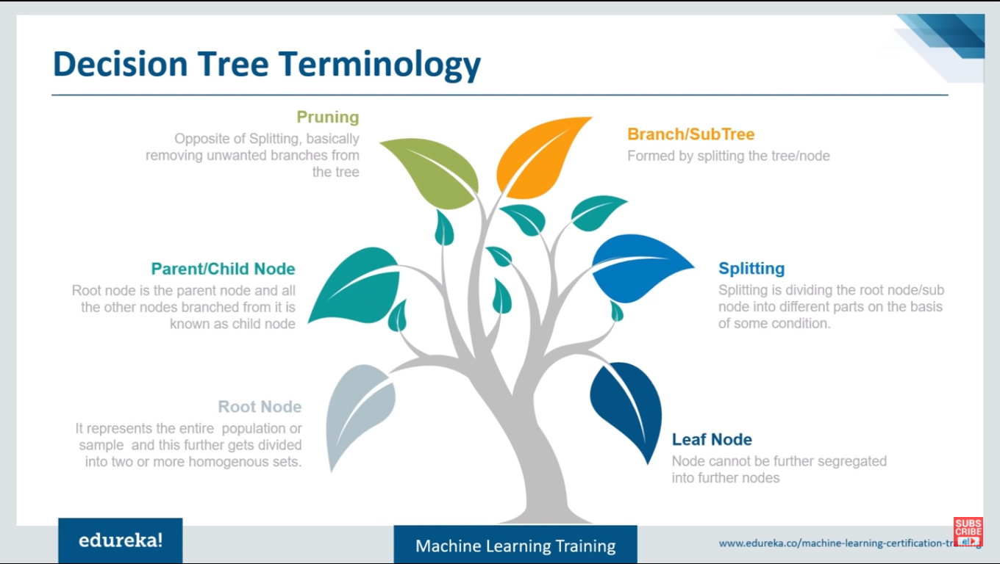 Decision Tree Terminology
Pruning
Opposite of Splitting, basically
removing unwanted branches from
the tree
Branch/SubTree
Formed by splitting the tree/node
Parent/Child Node
Root node is the parent node and all
the other nodes branched from it is
known as child node
Splitting
Splitting is dividing the root node/sub
node into different parts on the basis
of some condition.
Root Node
It represents the entire population or
sample and this further gets divided
into two or more homogenous sets.
Leaf Node
Node cannot be further segregated
into further nodes
edureka!
Machine Learning Training
www.edureka.co/machine-learning-certification-training
SUBS
CRIBE